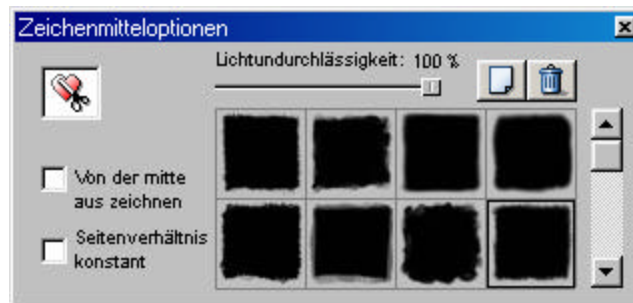 Zeichenmitteloptionen
Lichtundurchlässigkeit: 100 %
Von der mitte
aus zeichnen
Seitenverhältnis
konstant